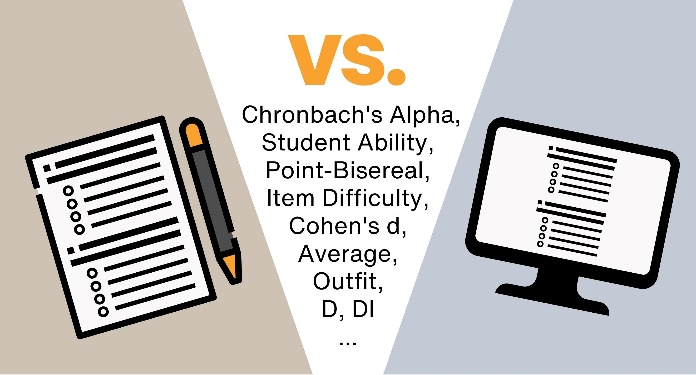 VS.
Chronbach's Alpha,
Student Ability,
Point-Bisereal,
Item Difficulty,
Cohen's d,
Average,
Outfit,
D, DI
...